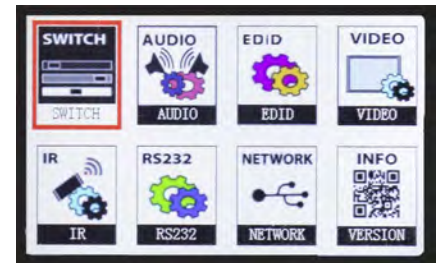 SWITCH AUDIO EDiD VIDEO
SWITCH AUDIO EDID VIDEO
IR RS232 NETWORK INFO
IR RS232 NETWORK VERSION